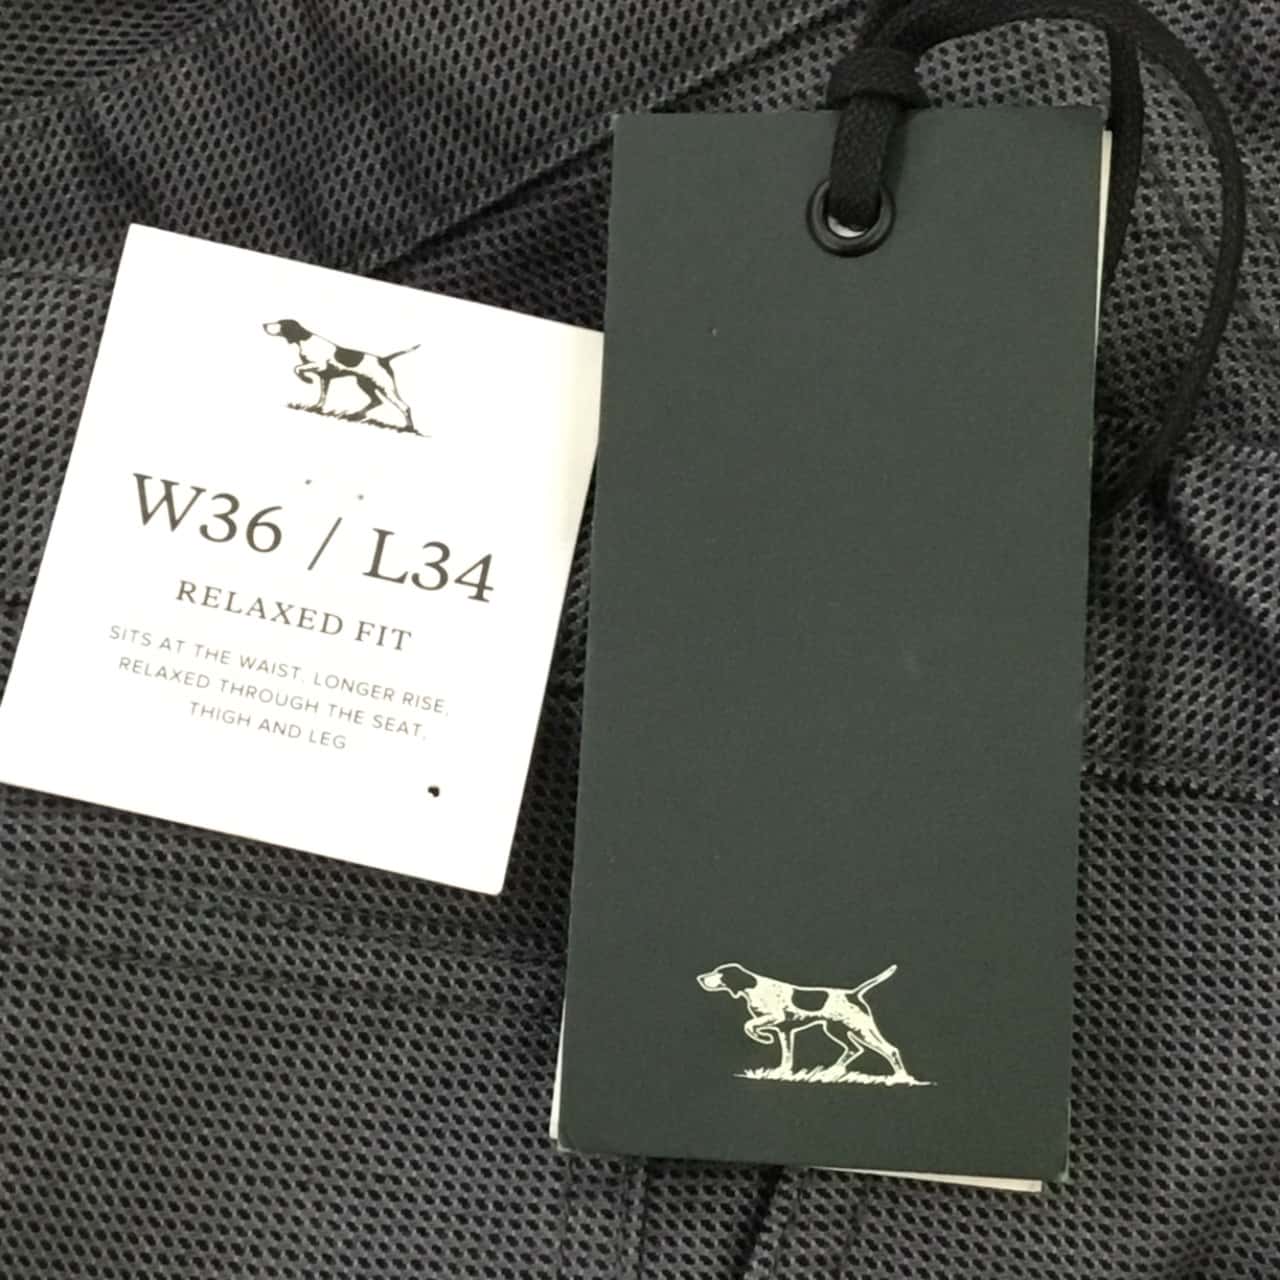 W36 / L34
RELAXED FIT
SITS AT THE WAIST, LONGER RISE,
RELAXED THROUGH THE SEAT,
THIGH AND LEG